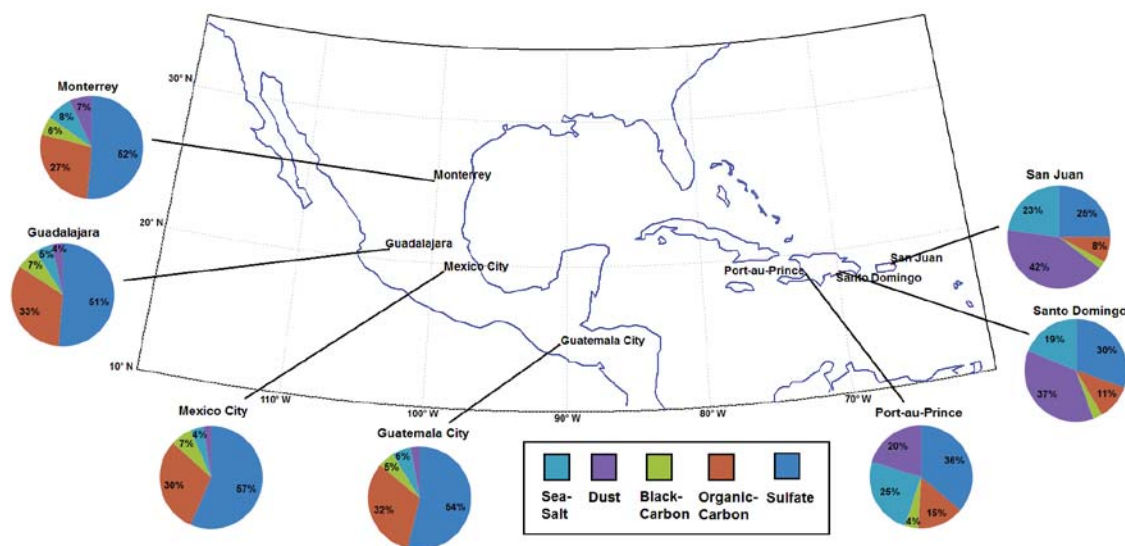 Monterrey
7%
8%
6%
27%
52%
30° N
Monterrey
San Juan
23%
25%
8%
42%
Guadalajara
4%
5%
7%
33%
51%
20° N
Guadalajara
Mexico City
Port-au-Prince
San Juan
Santo Domingo
Santo Domingo
19%
30%
11%
37%
Guatemala City
10° N
110° W
100° W
90° W
80° W
70° W
Mexico City
4%
7%
30%
57%
Guatemala City
6%
5%
32%
54%
Port-au-Prince
20%
36%
25%
4%
15%
Sea-
Salt
Dust
Black-
Carbon
Organic-
Carbon
Sulfate